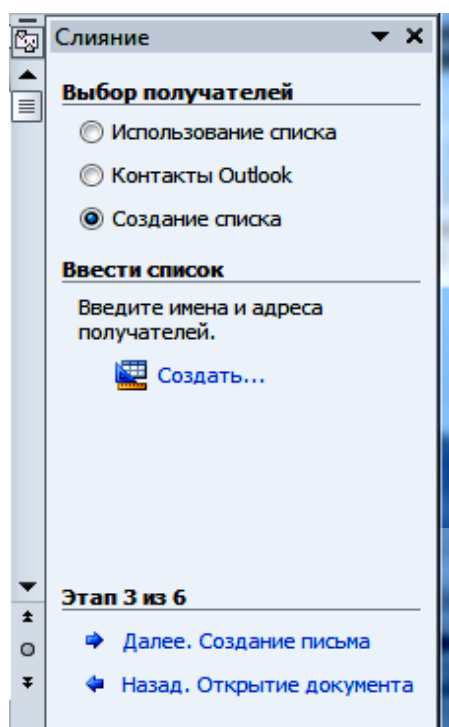 Слияние
Выбор получателей
Использование списка
Контакты Outlook
Создание списка
Ввести список
Введите имена и адреса
получателей.
Создать...
Этап 3 из 6
Далее. Создание письма
Назад. Открытие документа